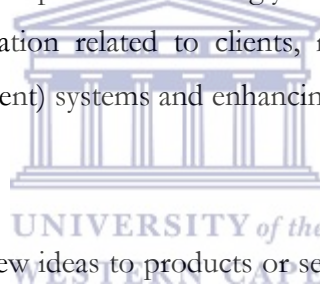 ation related to clients,
ent) systems and enhancin
UNIVERSITY of the
ew ideas to products or se
WESTERN CAPE